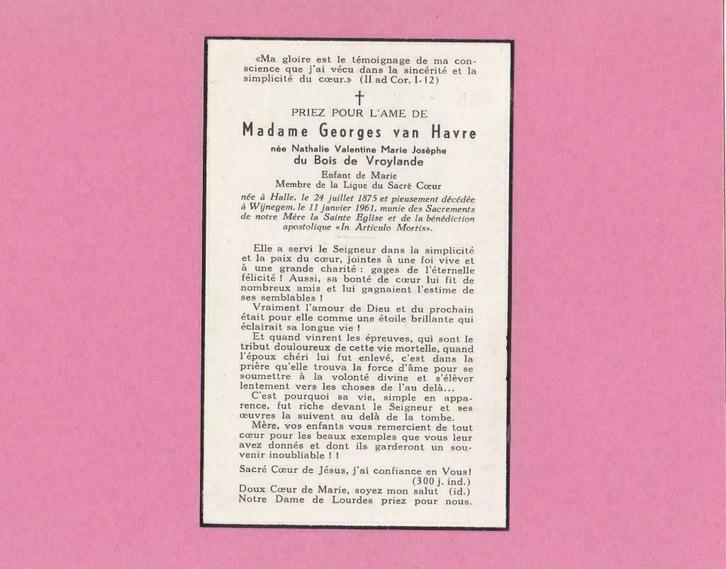 «Ma gloire est le témoignage de ma con-
science que j'ai vécu dans la sincérité et la
simplicité du cœur.» (II ad Cor. I-12)
†
PRIEZ POUR L'AME DE
Madame Georges van Havre
née Nathalie Valentine Marie Josèphe
du Bois de Vroylande
Enfant de Marie
Membre de la Ligue du Sacré Cœur
née à Halle, le 24 juillet 1875 et pieusement décédée
à Wijnegem, le 11 janvier 1961, munie des Sacrements
de notre Mère la Sainte Eglise et de la bénédiction
apostolique «In Articulo Mortis».
Elle a servi le Seigneur dans la simplicité
et la paix du cœur, jointes à une foi vive et
à une grande charité : gages de l'éternelle
félicité ! Aussi, sa bonté de cœur lui fit de
nombreux amis et lui gagnaient l'estime de
ses semblables !
Vraiment l'amour de Dieu et du prochain
était pour elle comme une étoile brillante qui
éclairait sa longue vie !
Et quand vinrent les épreuves, qui sont le
tribut douloureux de cette vie mortelle, quand
l'époux chéri lui fut enlevé, c'est dans la
prière qu'elle trouva la force d'âme pour se
soumettre à la volonté divine et s'élèver
lentement vers les choses de l'au delà...
C'est pourquoi sa vie, simple en appa-
rence, fut riche devant le Seigneur et ses
œuvres la suivent au delà de la tombe.
Mère, vos enfants vous remercient de tout
cœur pour les beaux exemples que vous leur
avez donnés et dont ils garderont un sou-
venir inoubliable ! !
Sacré Cœur de Jésus, j'ai confiance en Vous!
(300 j. ind.)
Doux Cœur de Marie, soyez mon salut (id.)
Notre Dame de Lourdes priez pour nous.